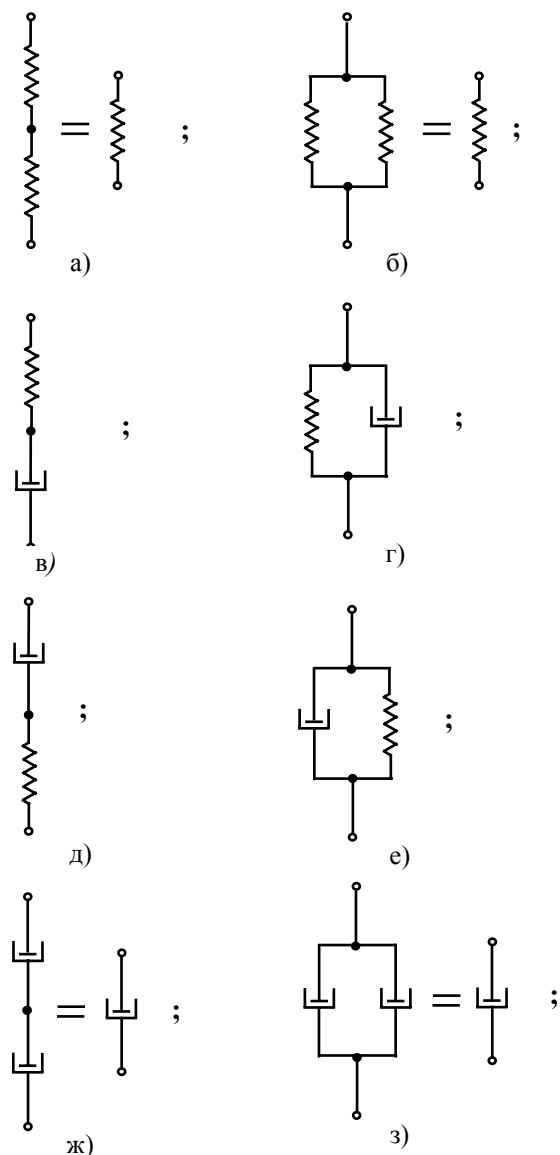 = ; = ;
а) б)
; ;
в) г)
; ;
д) е)
= ; = ;
ж) з)